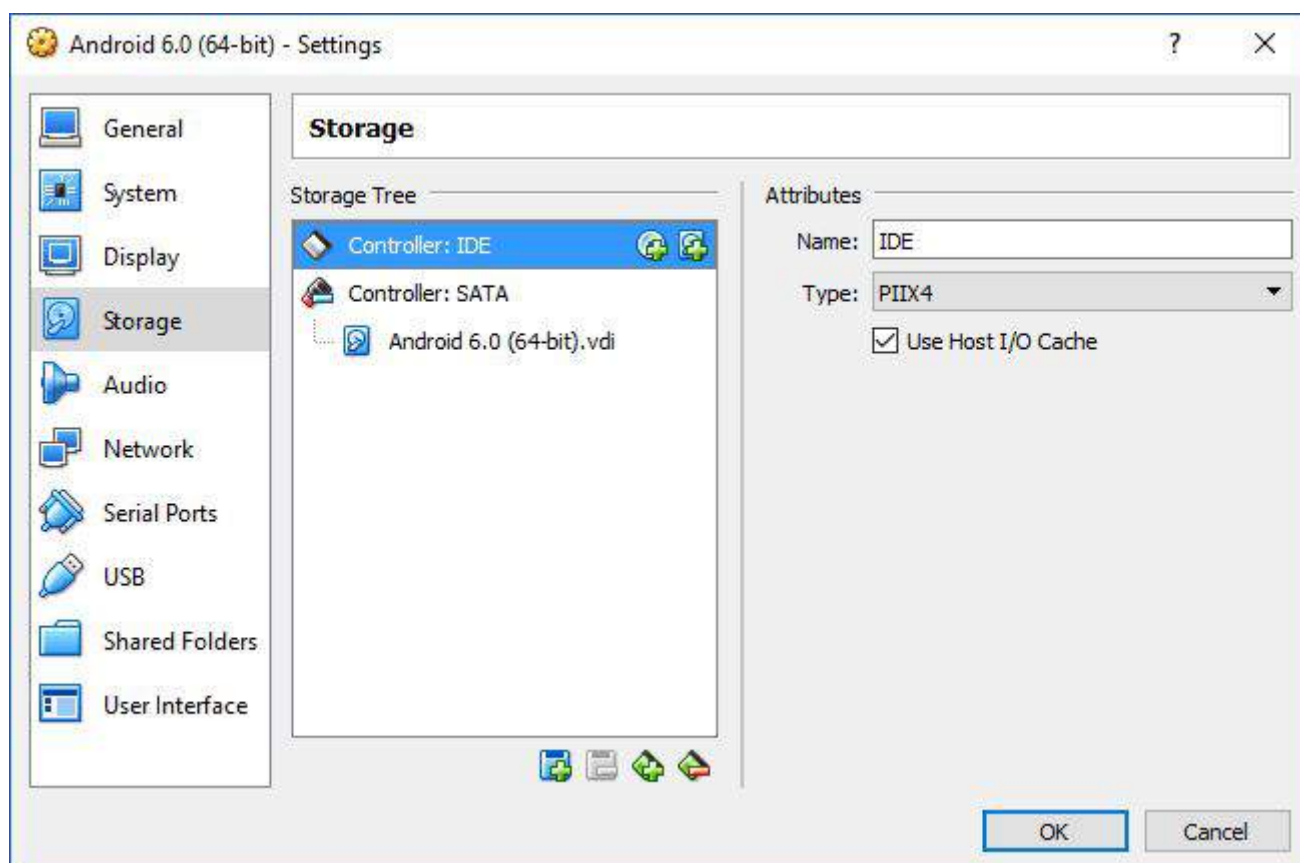 Android 6.0 (64-bit) - Settings
?
General
System
Display
Storage
Audio
Network
Serial Ports
USB
Shared Folders
User Interface
Storage
Storage Tree
Controller: IDE
Controller: SATA
Android 6.0 (64-bit).vdi
Attributes
Name: IDE
Type: PIIX4
Use Host I/O Cache
OK
Cancel